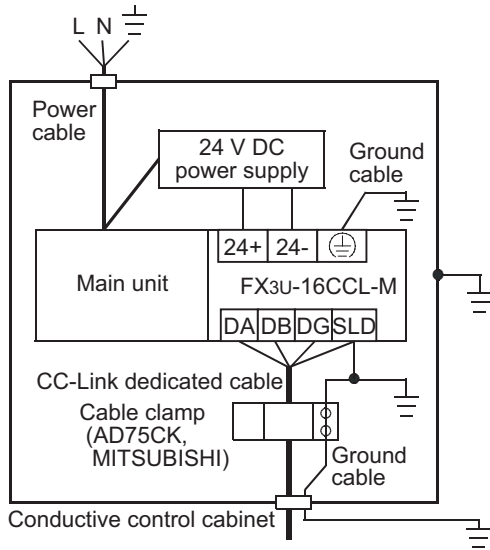 L N
Power
cable
24 V DC
power supply
Ground
cable
24+ 24-
Main unit
FX3U-16CCL-M
DA DB DG SLD
CC-Link dedicated cable
Cable clamp
(AD75CK,
MITSUBISHI)
Ground
cable
Conductive control cabinet